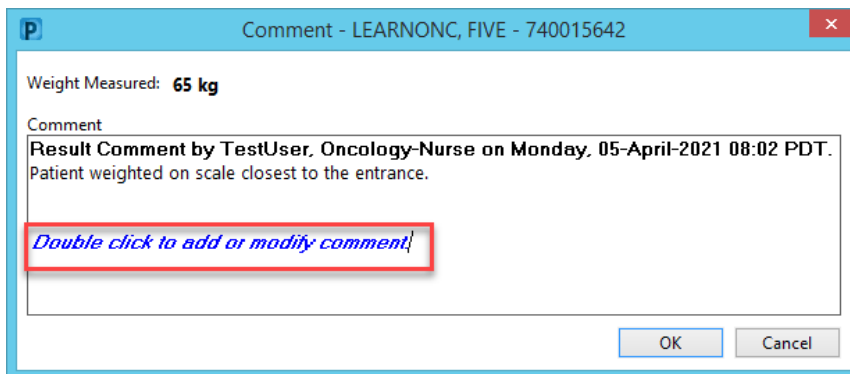 P
Comment - LEARNONC, FIVE - 740015642
x
Weight Measured: 65 kg
Comment
Result Comment by TestUser, Oncology-Nurse on Monday, 05-April-2021 08:02 PDT.
Patient weighted on scale closest to the entrance.
Double click to add or modify comment.
OK Cancel